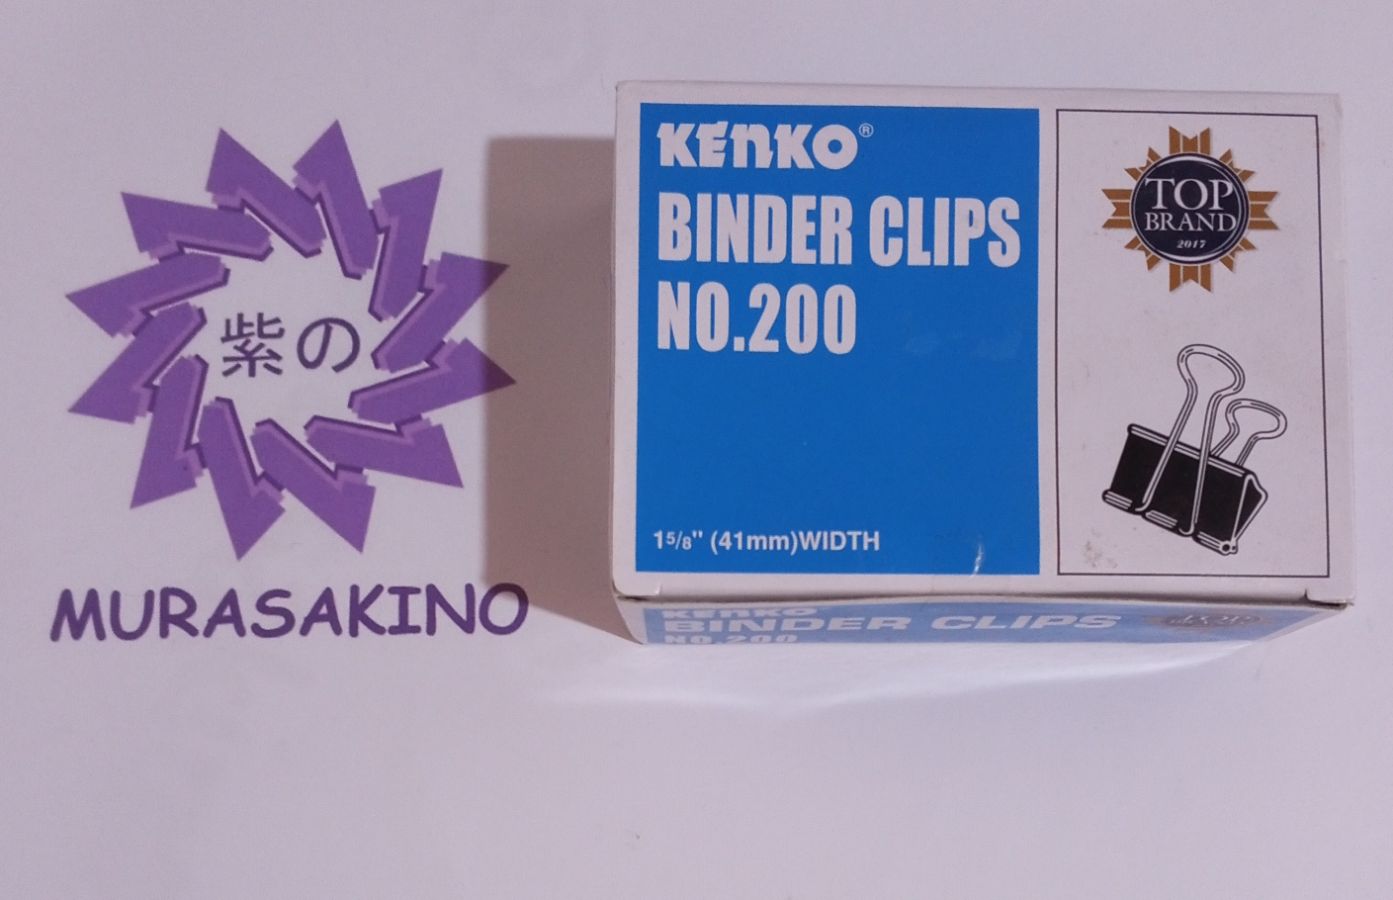 紫の
MURASAKINO
KENKO®
BINDER CLIPS
NO.200
1 5/8" (41mm)WIDTH
TOP
BRAND
2017
KENKO
BINDER CLIPS
NO.200
TOP